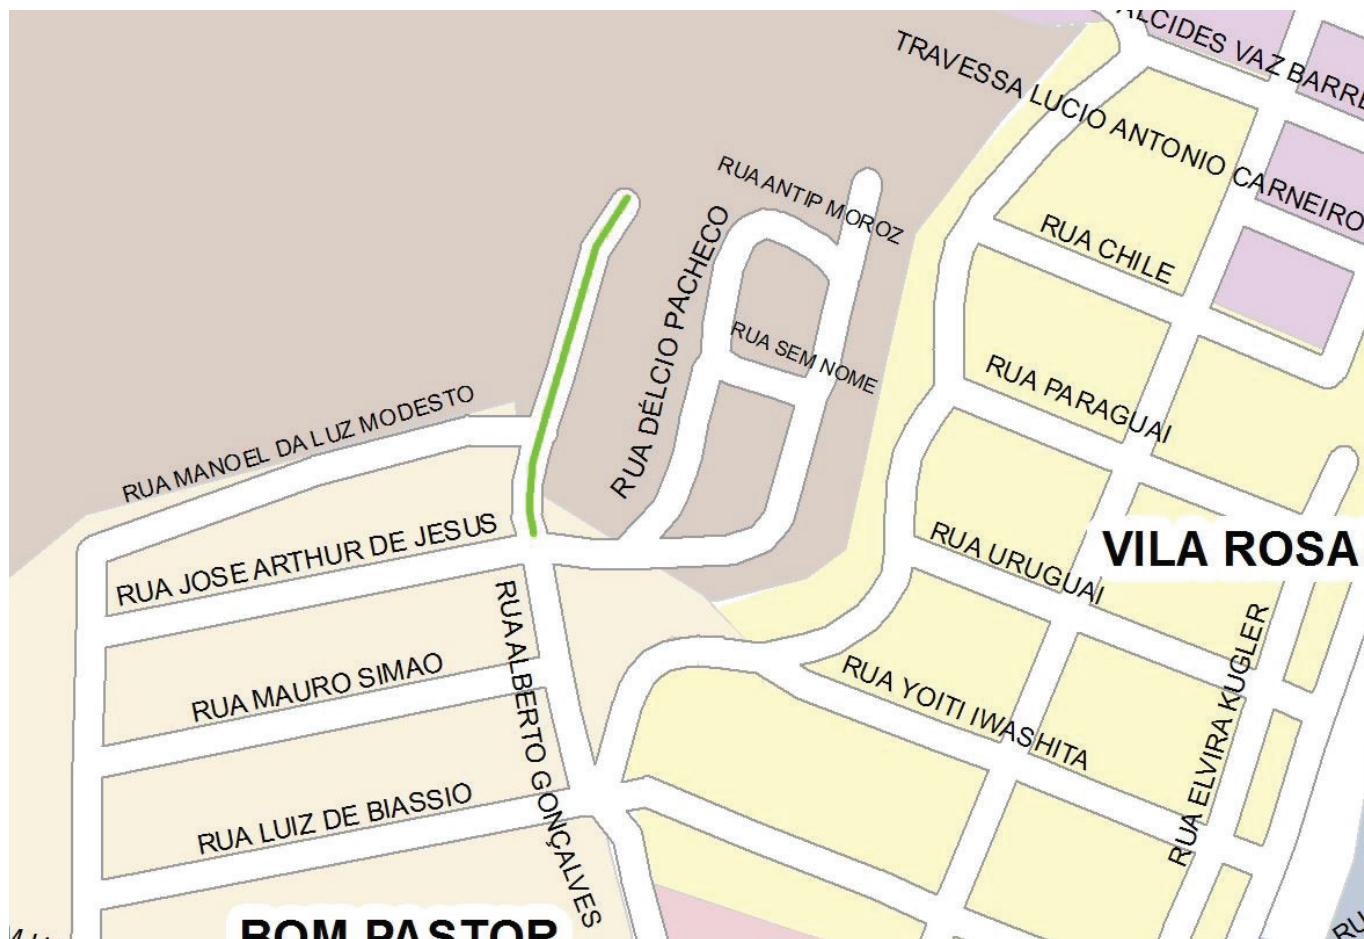 ALCIDES VAZ BARRE
TRAVESSA LUCIO ANTONIO CARNEIRO
RUA ANTIP MOROZ
RUA CHILE
RUA DÉLCIO PACHECO
RUA SEM NOME
RUA PARAGUAI
RUA MANOEL DA LUZ MODESTO
RUA JOSE ARTHUR DE JESUS
RUA URUGUAI
VILA ROSA
RUA ALBERTO GONÇALVES
RUA MAURO SIMAO
RUA YOITI IWASHITA
RUA ELVIRA KUGLER
RUA LUIZ DE BIASSIO
BOM PASTOR
RU